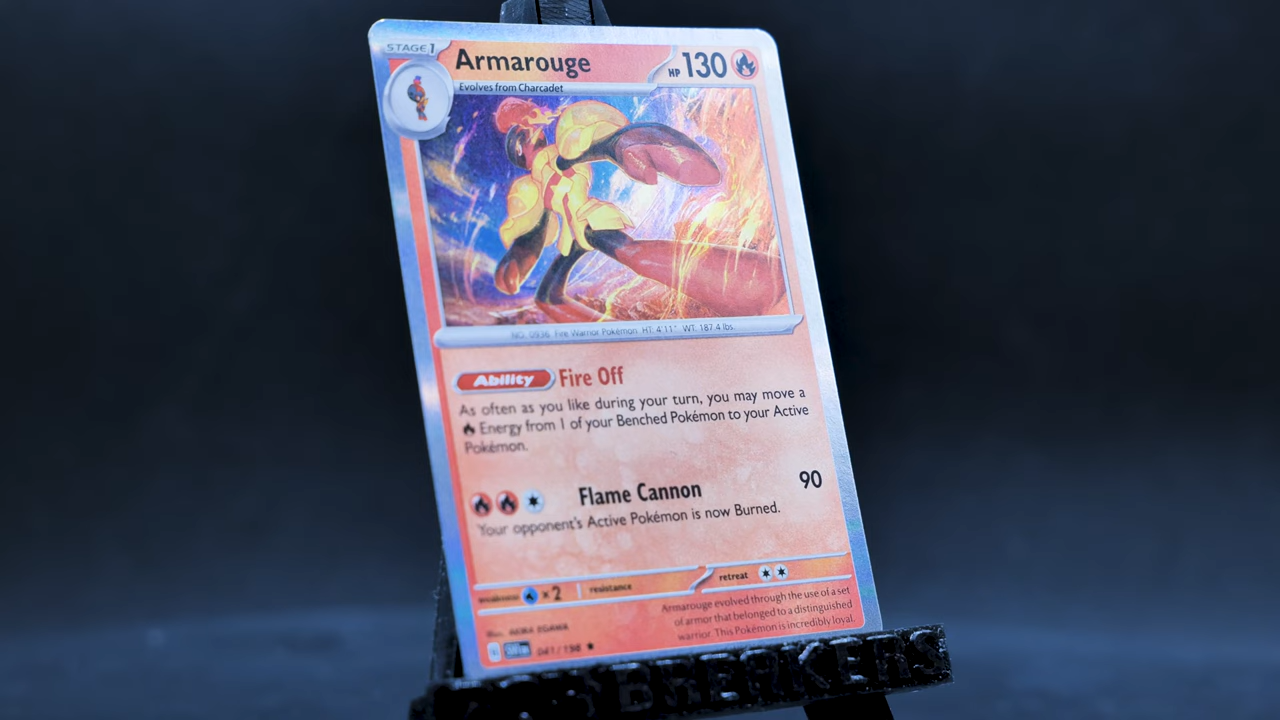 STAGE 1
Armarouge
HP 130
Evolves from Charcadet
NO. 0936 Fire Warrior Pokémon HT: 4'11" WT: 187.4 lbs.
Ability Fire Off
As often as you like during your turn, you may move a
Energy from 1 of your Benched Pokémon to your Active
Pokémon.
Flame Cannon 90
Your opponent's Active Pokémon is now Burned.
weakness ×2 resistance retreat
Armarouge evolved through the use of a set
of armor that belonged to a distinguished
warrior. This Pokémon is incredibly loyal.
Illus. AKIRA EGAWA
SVI EN 041/198
BREAKERS